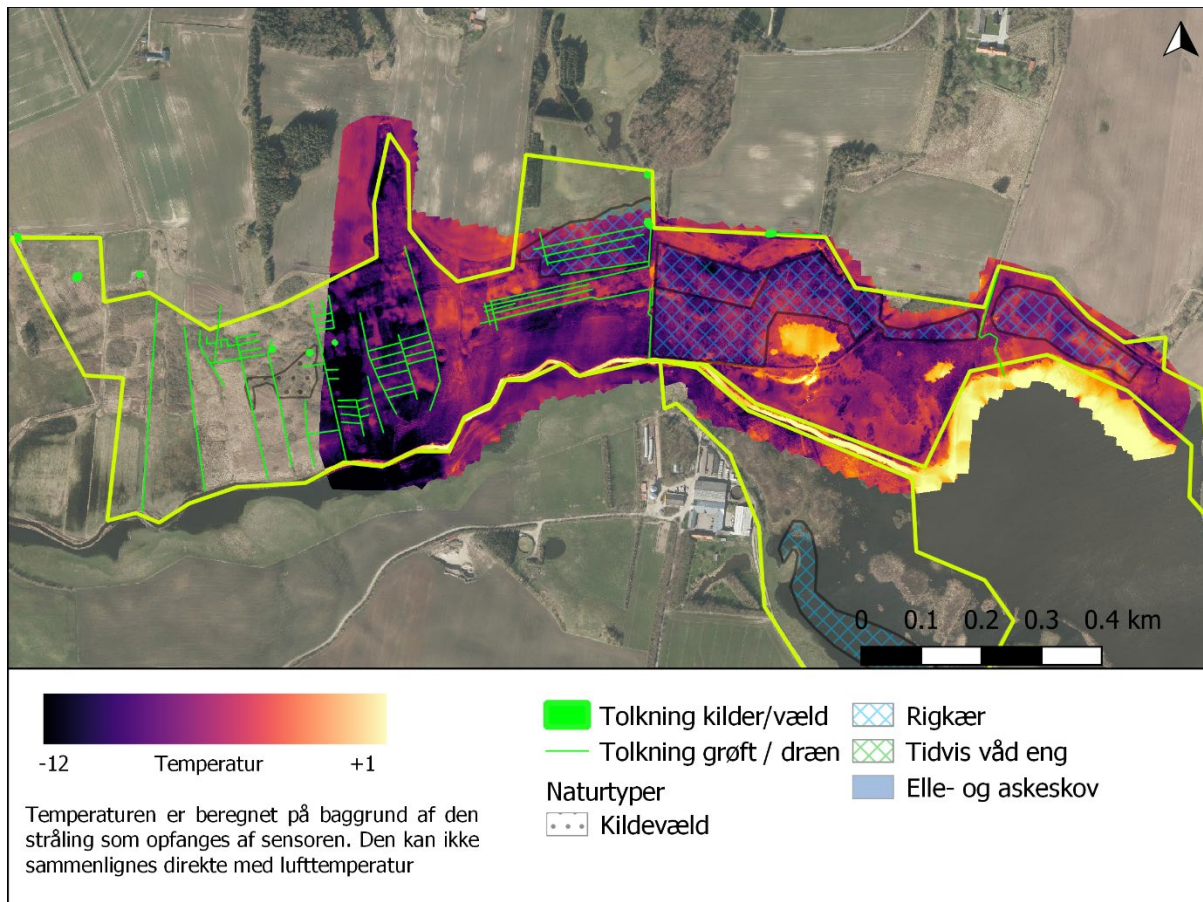 0 0.1 0.2 0.3 0.4 km
-12 Temperatur +1
Temperaturen er beregnet på baggrund af den
stråling som opfanges af sensoren. Den kan ikke
sammenlignes direkte med lufttemperatur
Tolkning kilder/væld
Tolkning grøft / dræn
Naturtyper
Kildevæld
Rigkær
Tidvis våd eng
Elle- og askeskov